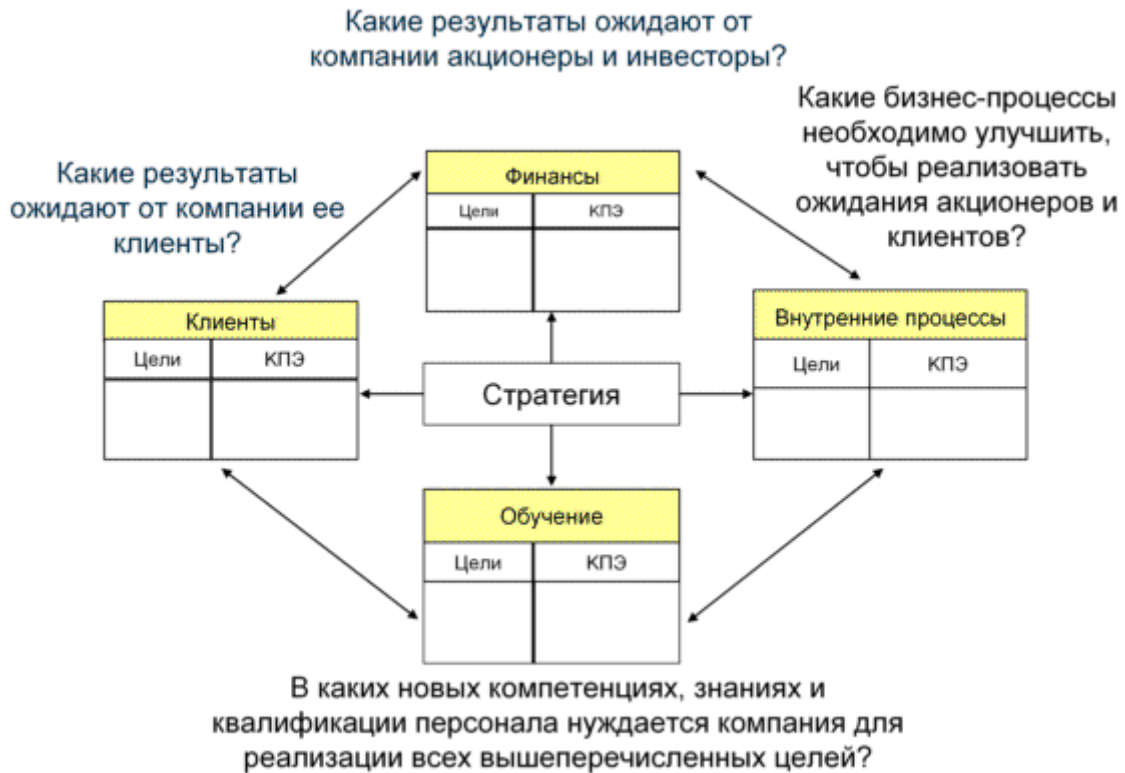 Какие результаты ожидают от
компании акционеры и инвесторы?
Какие бизнес-процессы
необходимо улучшить,
чтобы реализовать
ожидания акционеров и
клиентов?
Какие результаты
ожидают от компании ее
клиенты?
Финансы
Цели КПЭ
Клиенты
Цели КПЭ
Внутренние процессы
Цели КПЭ
Стратегия
Обучение
Цели КПЭ
В каких новых компетенциях, знаниях и
квалификации персонала нуждается компания для
реализации всех вышеперечисленных целей?